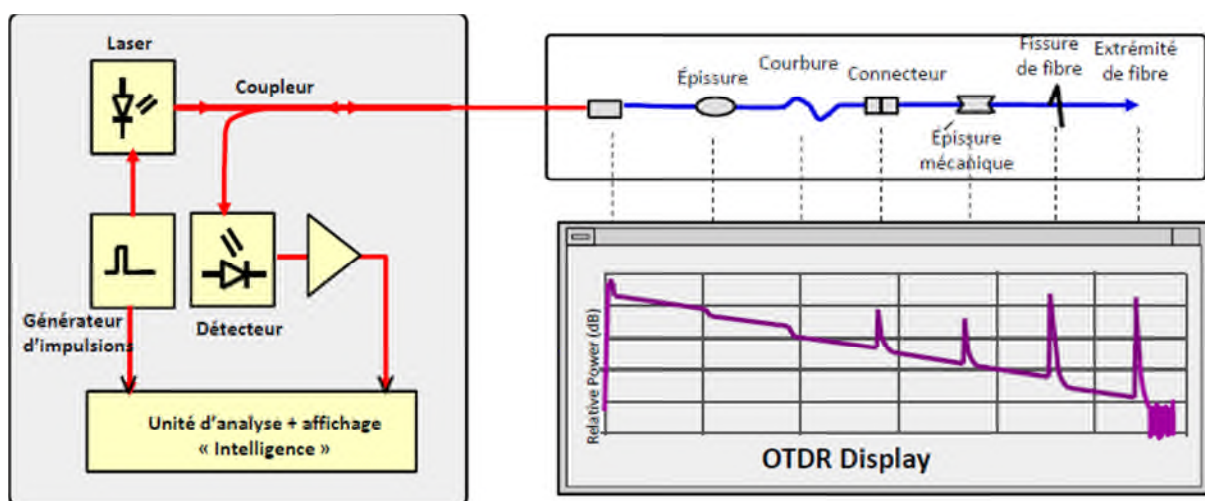 Laser
Coupleur
Générateur
d'impulsions
Détecteur
Unité d'analyse + affichage
« Intelligence »
Épissure
Courbure
Connecteur
Épissure
mécanique
Fissure
de fibre
Extrémité
de fibre
Relative Power (dB)
OTDR Display